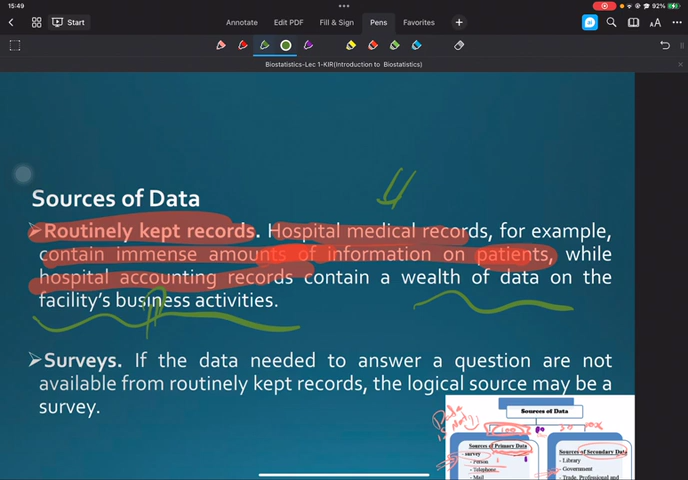 15:49
92%
Start
Annotate
Edit PDF
Fill & Sign
Pens
Favorites
Biostatistics-Lec 1-KIR(Introduction to Biostatistics)
Sources of Data
➢Routinely kept records. Hospital medical records, for example,
contain immense amounts of information on patients, while
hospital accounting records contain a wealth of data on the
facility's business activities.
➢Surveys. If the data needed to answer a question are not
available from routinely kept records, the logical source may be a
survey.
Sources of Data
Sources of Primary Data
Survey
- Person
- Telephone
- Mail
Sources of Secondary Data
- Library
- Government
- Trade, Professional and